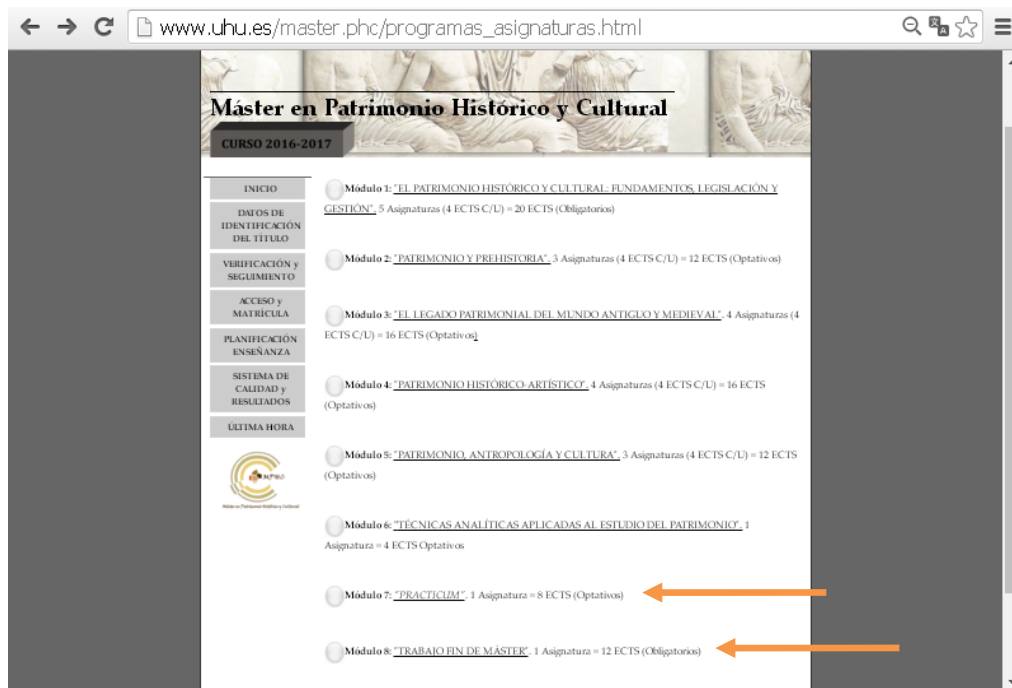 www.uhu.es/master.phc/programas_asignaturas.html
Máster en Patrimonio Histórico y Cultural
CURSO 2016-2017
INICIO
DATOS DE
IDENTIFICACIÓN
DEL TÍTULO
VERIFICACIÓN y
SEGUIMIENTO
ACCESO y
MATRÍCULA
PLANIFICACIÓN
ENSEÑANZA
SISTEMA DE
CALIDAD y
RESULTADOS
ÚLTIMA HORA
Máster en Patrimonio Histórico y Cultural
Módulo 1: "EL PATRIMONIO HISTÓRICO Y CULTURAL: FUNDAMENTOS, LEGISLACIÓN Y
GESTIÓN". 5 Asignaturas (4 ECTS C/U) = 20 ECTS (Obligatorios)
Módulo 2: "PATRIMONIO Y PREHISTORIA". 3 Asignaturas (4 ECTS C/U) = 12 ECTS (Optativos)
Módulo 3: "EL LEGADO PATRIMONIAL DEL MUNDO ANTIGUO Y MEDIEVAL". 4 Asignaturas (4
ECTS C/U) = 16 ECTS (Optativos)
Módulo 4: "PATRIMONIO HISTÓRICO-ARTÍSTICO". 4 Asignaturas (4 ECTS C/U) = 16 ECTS
(Optativos)
Módulo 5: "PATRIMONIO, ANTROPOLOGÍA Y CULTURA". 3 Asignaturas (4 ECTS C/U) = 12 ECTS
(Optativos)
Módulo 6: "TÉCNICAS ANALÍTICAS APLICADAS AL ESTUDIO DEL PATRIMONIO". 1
Asignatura = 4 ECTS Optativos
Módulo 7: "PRACTICUM". 1 Asignatura = 8 ECTS (Optativos)
Módulo 8: "TRABAJO FIN DE MÁSTER". 1 Asignatura = 12 ECTS (Obligatorios)